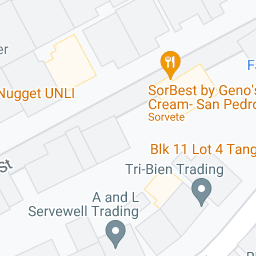 er
Nugget UNLI
F
SorBest by Geno's
Cream- San Pedro
Sorvete
Blk 11 Lot 4 Tang
St
Tri-Bien Trading
A and L
Servewell Trading